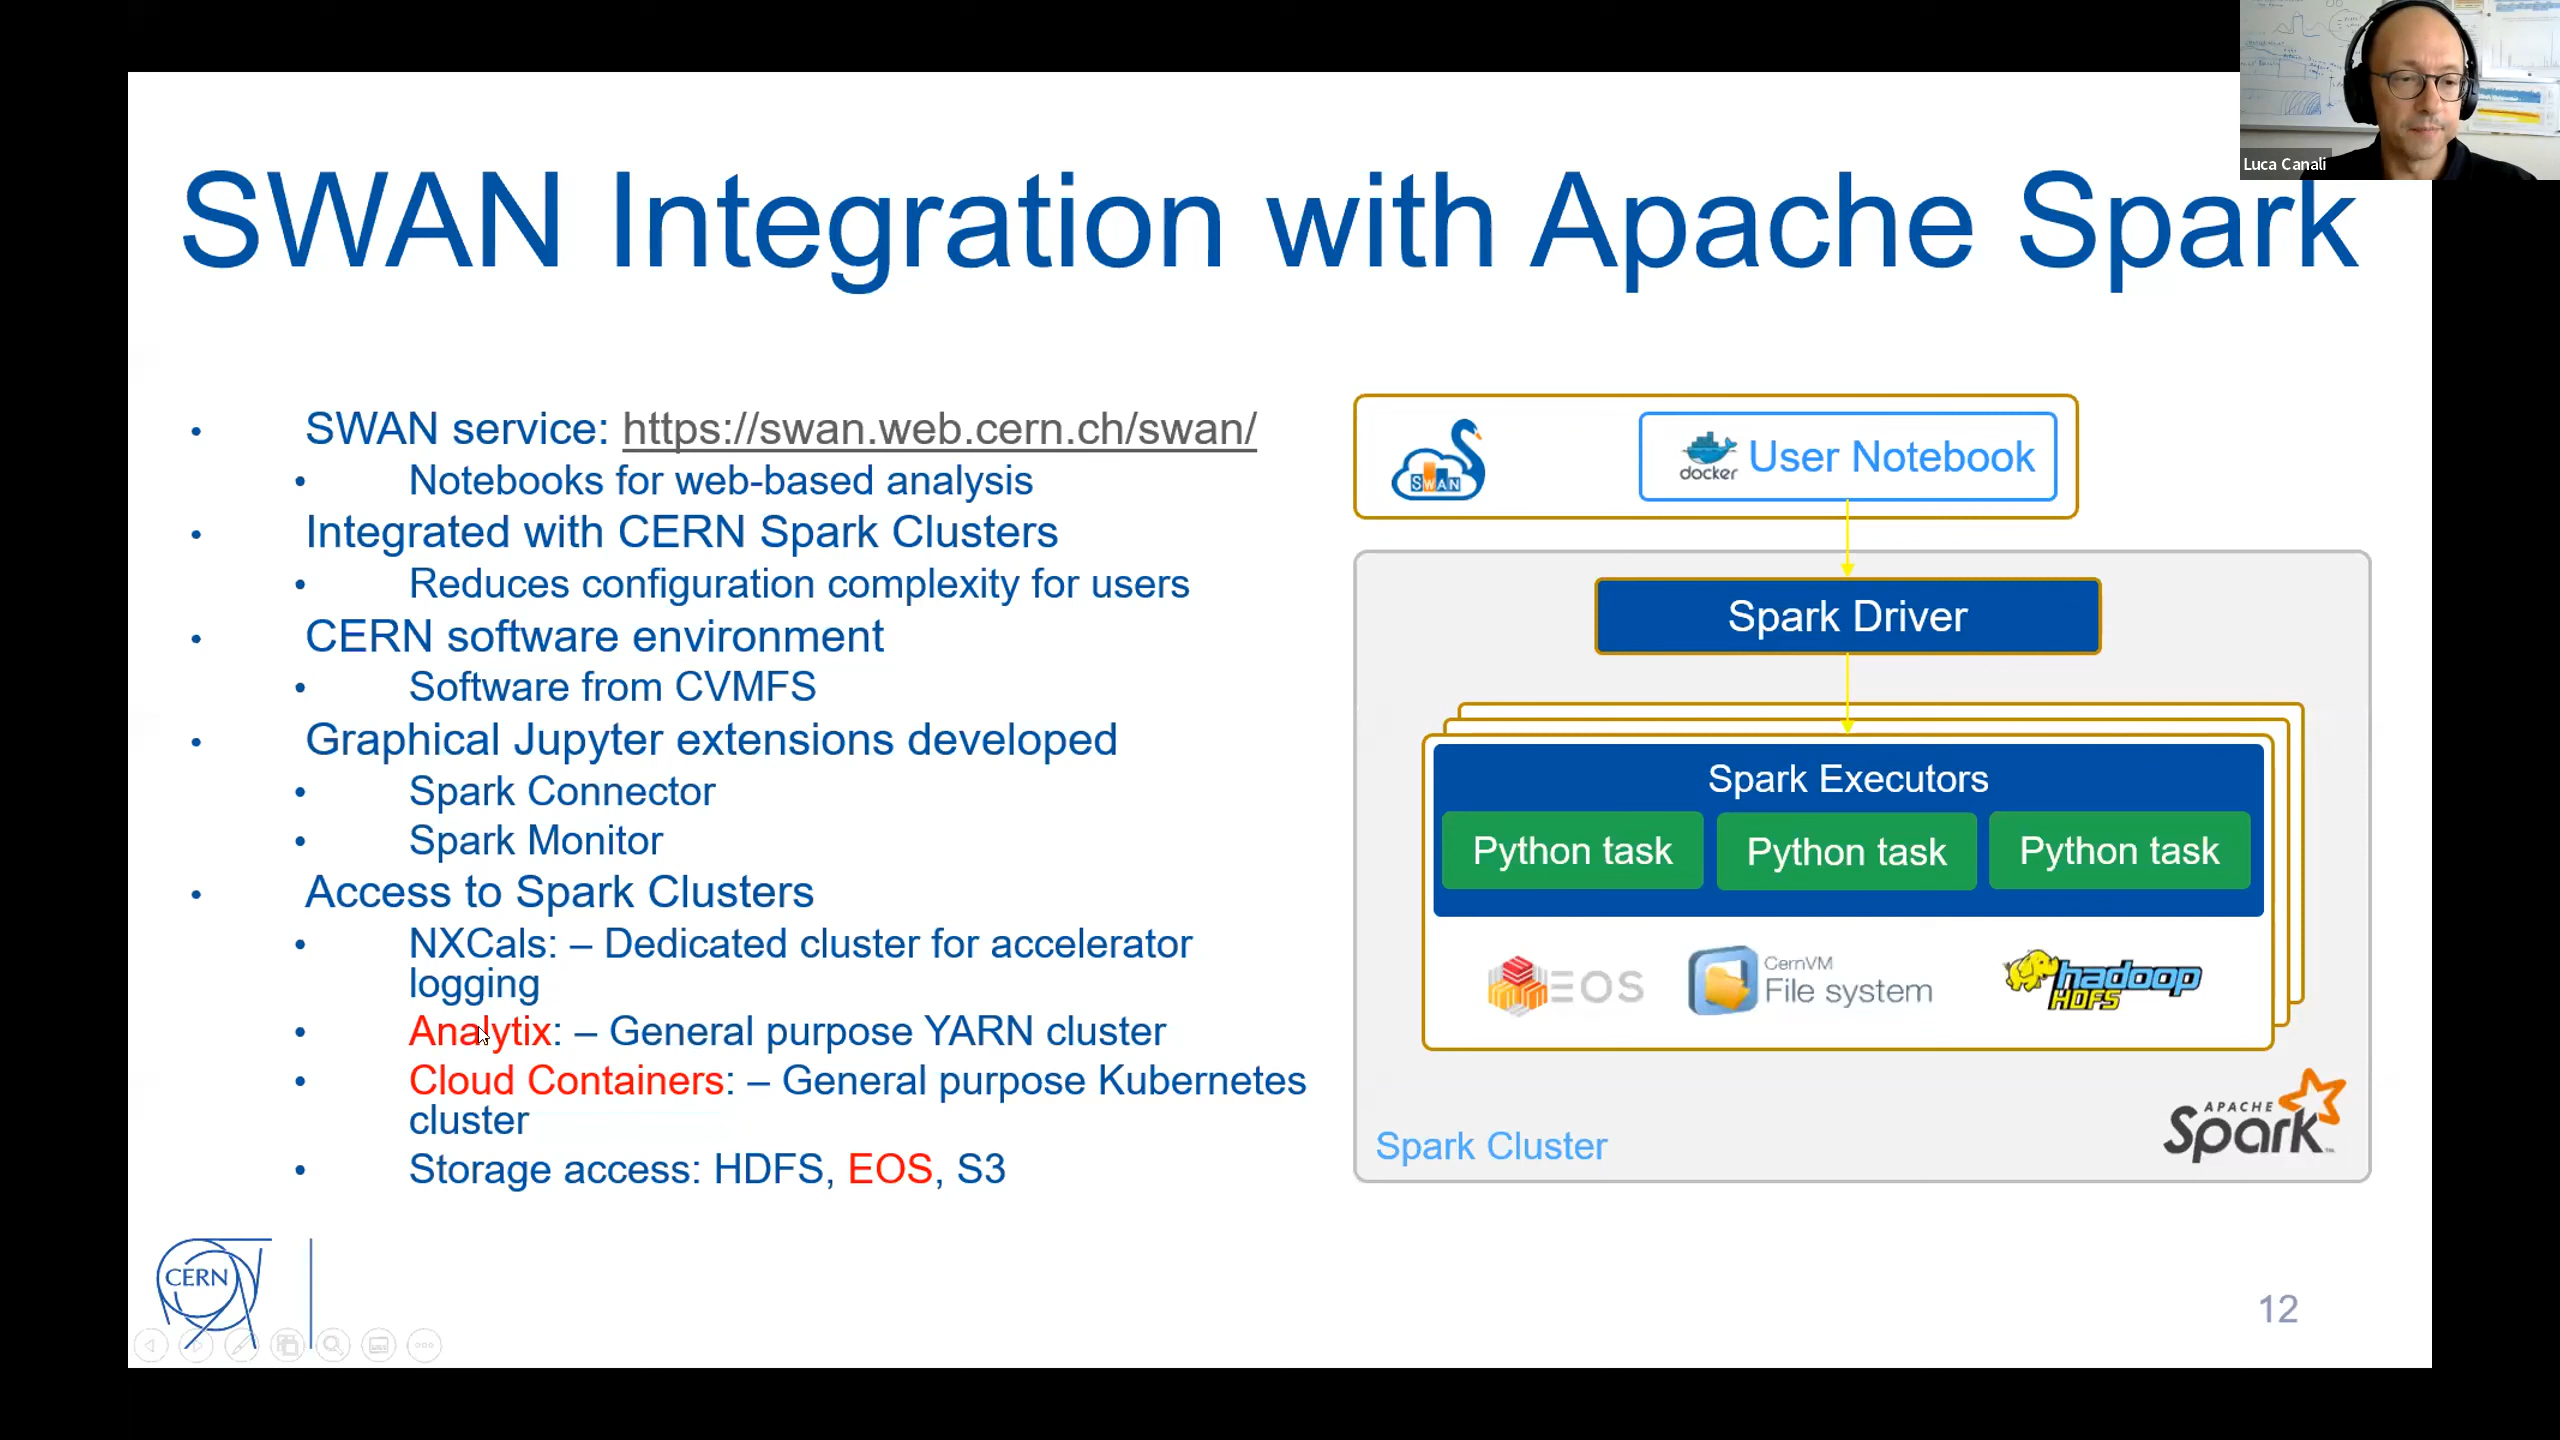 Luca Canali
SWAN Integration with Apache Spark
• SWAN service: https://swan.web.cern.ch/swan/
• Notebooks for web-based analysis
• Integrated with CERN Spark Clusters
• Reduces configuration complexity for users
• CERN software environment
• Software from CVMFS
• Graphical Jupyter extensions developed
• Spark Connector
• Spark Monitor
• Access to Spark Clusters
• NXCals: – Dedicated cluster for accelerator
logging
• Analytix: – General purpose YARN cluster
• Cloud Containers: – General purpose Kubernetes
cluster
• Storage access: HDFS, EOS, S3
SWAN
docker
User Notebook
Spark Driver
Spark Executors
Python task
Python task
Python task
EOS
CernVM
File system
hadoop
HDFS
Spark Cluster
APACHE
Spark
CERN
12